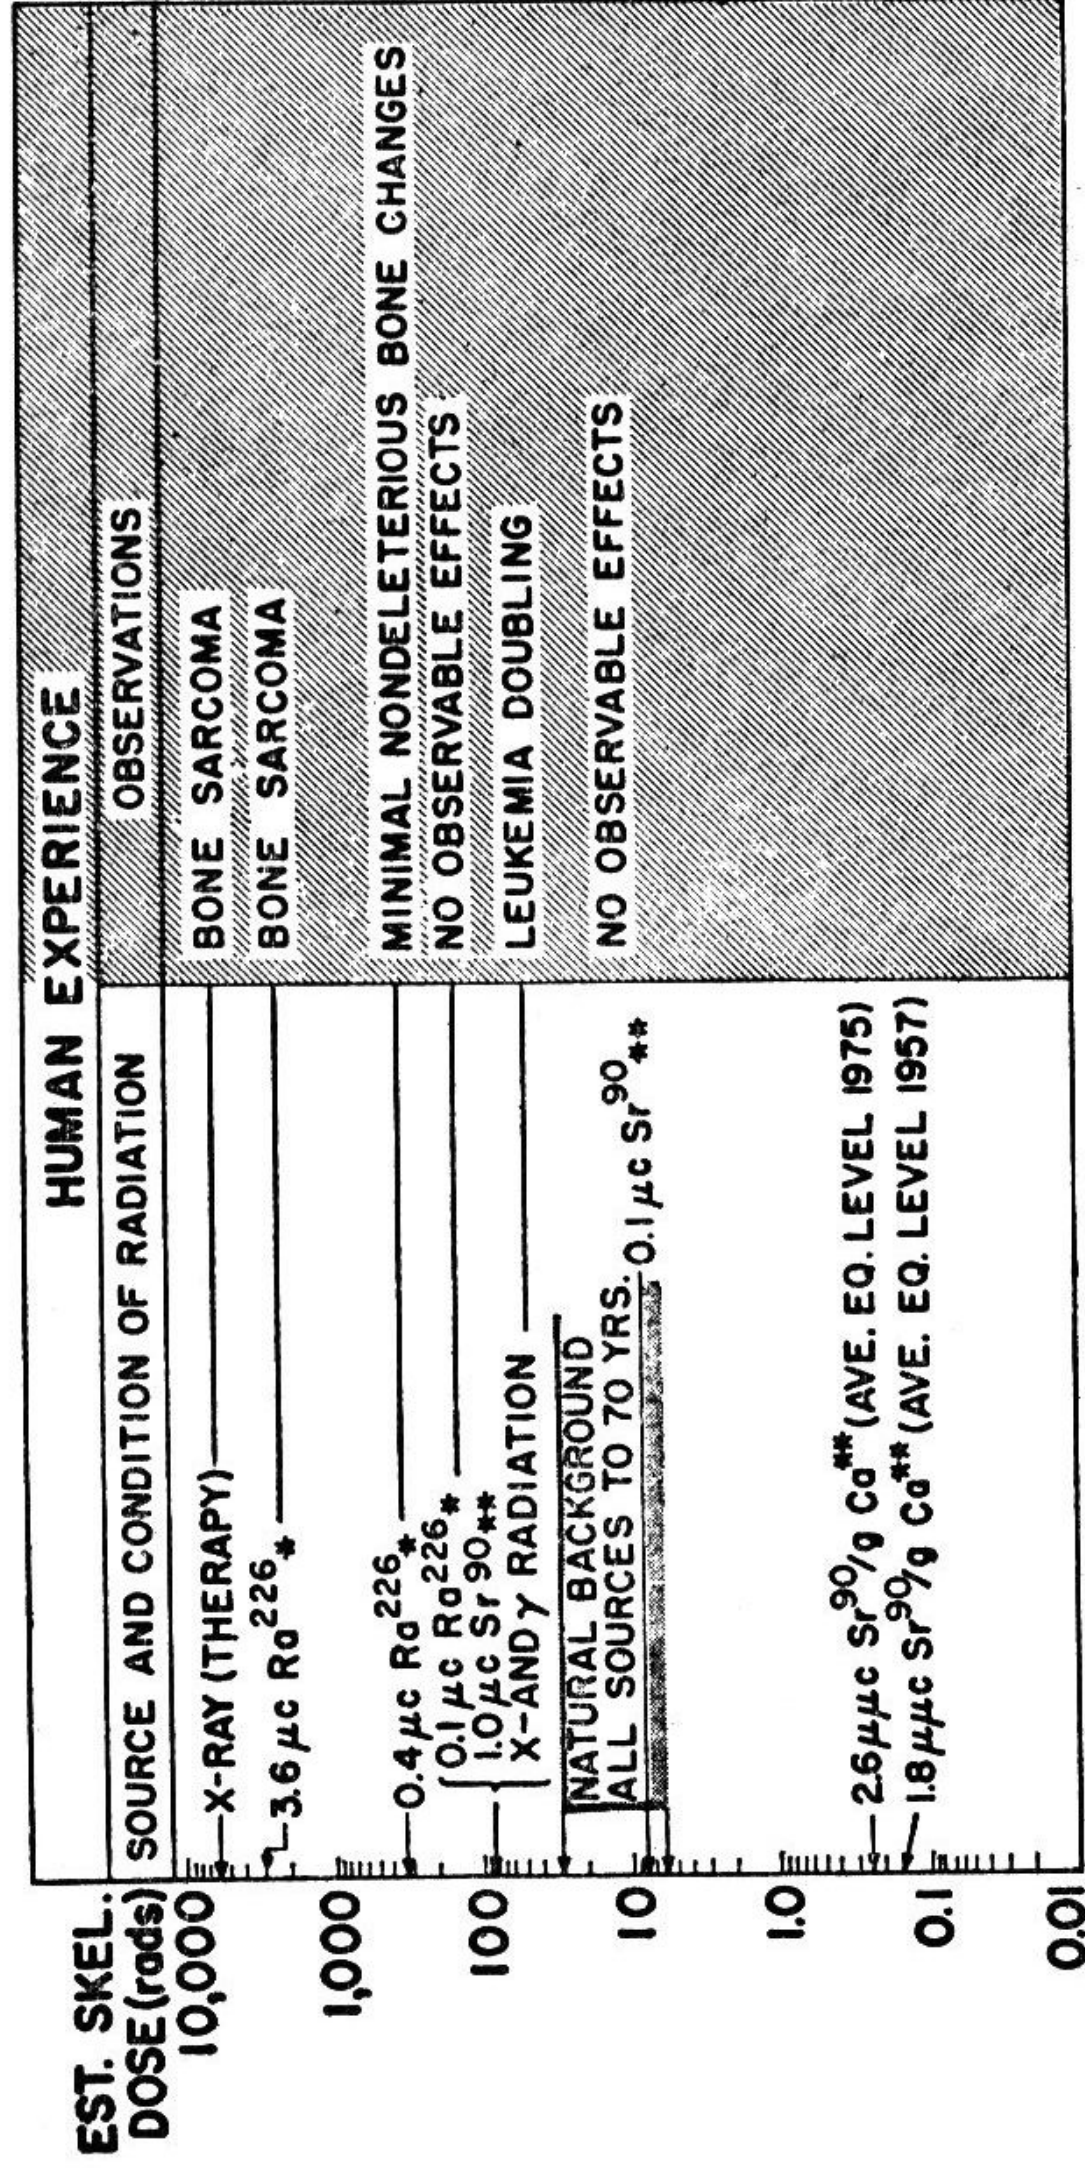 HUMAN EXPERIENCE
EST. SKEL.
DOSE (rads)
SOURCE AND CONDITION OF RADIATION
OBSERVATIONS
10,000
X-RAY (THERAPY)
BONE SARCOMA
3.6 μc Ra226*
BONE SARCOMA
1,000
0.4 μc Ra226*
MINIMAL NONDELETERIOUS BONE CHANGES
0.1 μc Ra226*
NO OBSERVABLE EFFECTS
100
1.0 μc Sr90**
X-AND γ RADIATION
LEUKEMIA DOUBLING
NATURAL BACKGROUND
ALL SOURCES TO 70 YRS.
NO OBSERVABLE EFFECTS
10
0.1 μc Sr90**
1.0
2.6 μμc Sr90/g Ca** (AVE. EQ. LEVEL 1975)
1.8 μμc Sr90/g Ca** (AVE. EQ. LEVEL 1957)
0.1
0.01